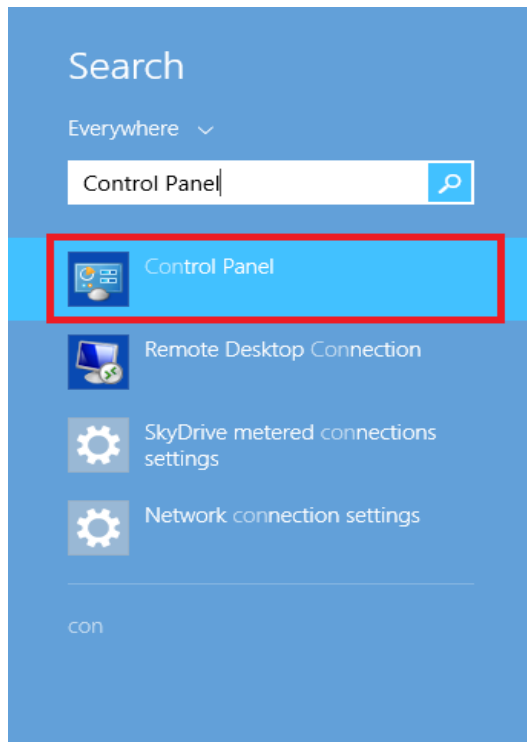 Search
Everywhere
Control Panel
Control Panel
Remote Desktop Connection
SkyDrive metered connections
settings
Network connection settings
con